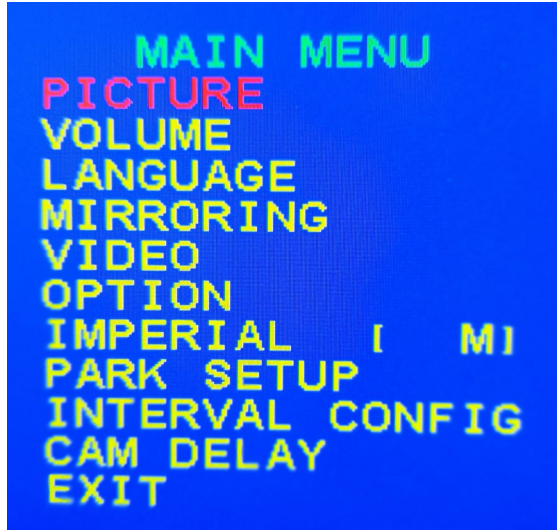 MAIN MENU
PICTURE
VOLUME
LANGUAGE
MIRRORING
VIDEO
OPTION
IMPERIAL [ M]
PARK SETUP
INTERVAL CONFIG
CAM DELAY
EXIT